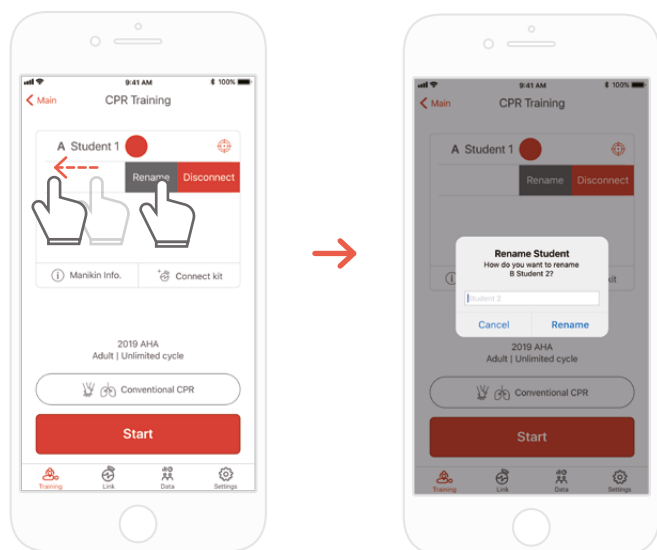 9:41 AM
100%
Main
CPR Training
A Student 1
Rename
Disconnect
Manikin Info.
Connect kit
2019 AHA
Adult | Unlimited cycle
Conventional CPR
Start
Training
Link
Data
Settings
9:41 AM
100%
Main
CPR Training
A Student 1
Rename
Disconnect
Rename Student
How do you want to rename
B Student 2?
Student 2
kit
Cancel
Rename
2019 AHA
Adult | Unlimited cycle
Conventional CPR
Start
Training
Link
Data
Settings